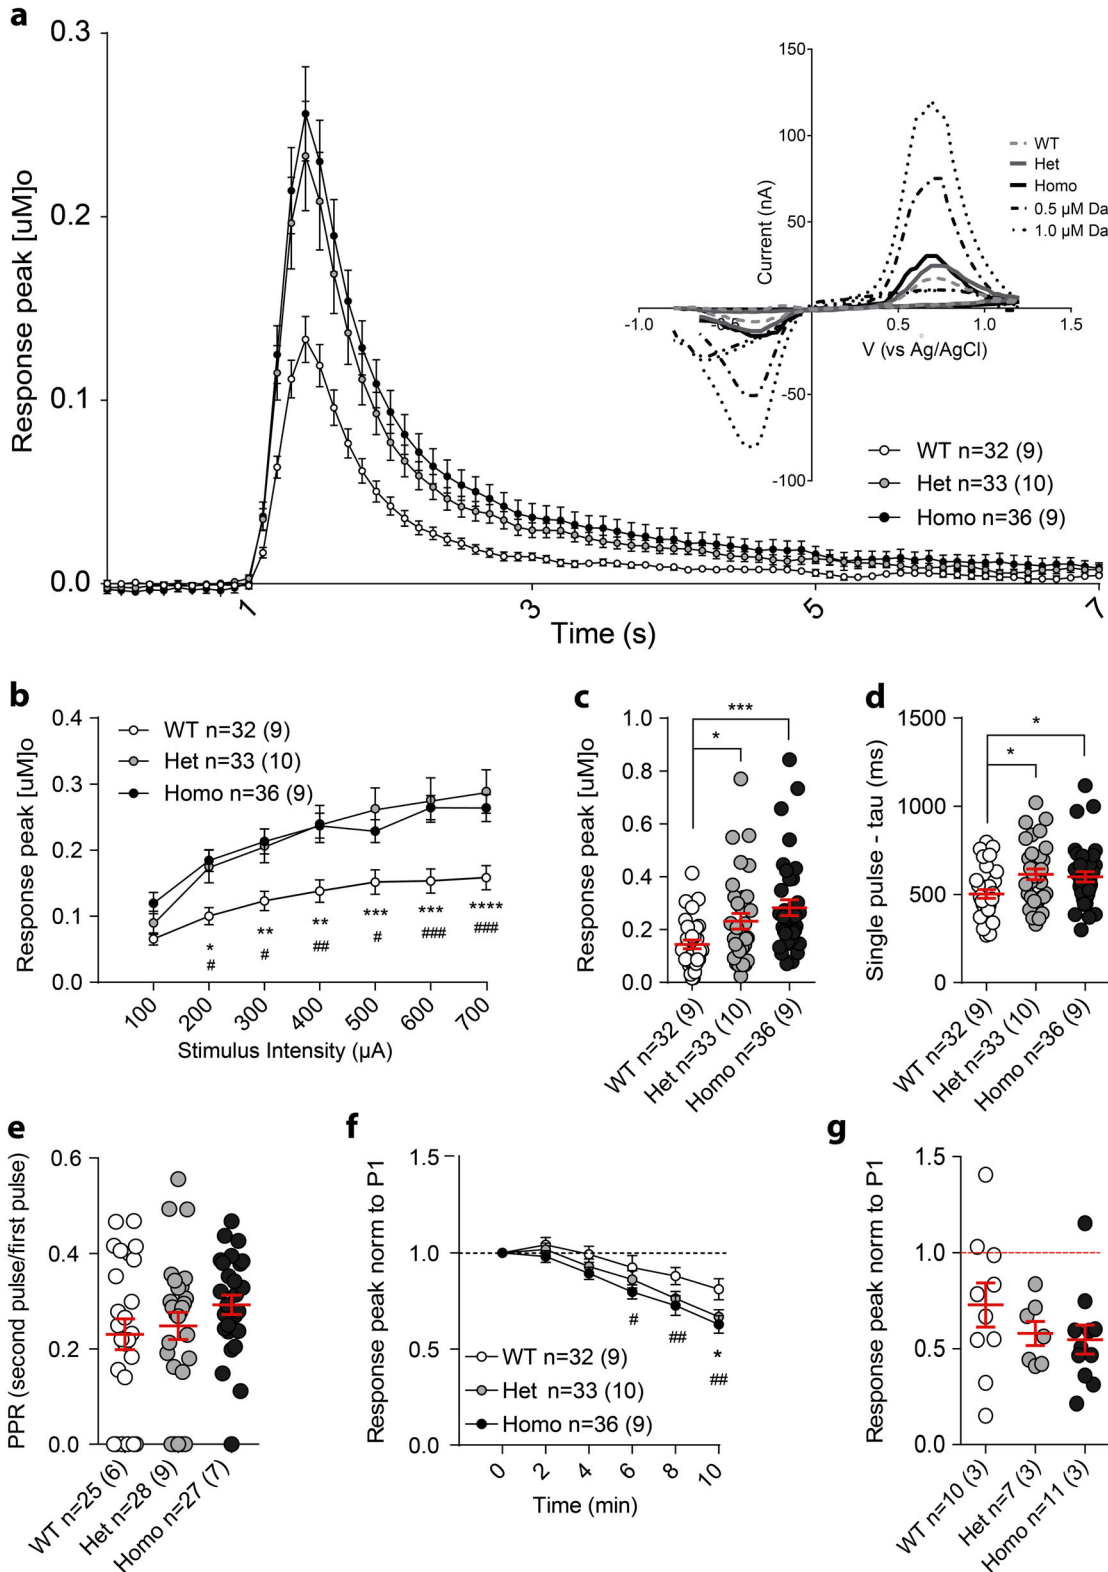 a
0.3
0.2
0.1
0.0
Response peak [uM]o
1
3
5
7
Time (s)
150
100
50
-50
-100
Current (nA)
-1.0
-0.5
0.5
1.0
1.5
V (vs Ag/AgCl)
WT
Het
Homo
0.5 µM Da
1.0 µM Da
WT n=32 (9)
Het n=33 (10)
Homo n=36 (9)
b
0.4
0.3
0.2
0.1
0.0
Response peak [uM]o
WT n=32 (9)
Het n=33 (10)
Homo n=36 (9)
* ** ** *** *** ****
# # ## # ### ###
100 200 300 400 500 600 700
Stimulus Intensity (µA)
c
1.0
0.8
0.6
0.4
0.2
0.0
Response peak [uM]o
***
*
WT n=32 (9)
Het n=33 (10)
Homo n=36 (9)
d
1500
1000
500
0
Single pulse - tau (ms)
*
*
WT n=32 (9)
Het n=33 (10)
Homo n=36 (9)
e
0.6
0.4
0.2
0.0
PPR (second pulse/first pulse)
WT n=25 (6)
Het n=28 (9)
Homo n=27 (7)
f
1.5
1.0
0.5
0.0
Response peak norm to P1
# ## *
##
WT n=32 (9)
Het n=33 (10)
Homo n=36 (9)
0 2 4 6 8 10
Time (min)
g
1.5
1.0
0.5
0.0
Response peak norm to P1
WT n=10 (3)
Het n=7 (3)
Homo n=11 (3)